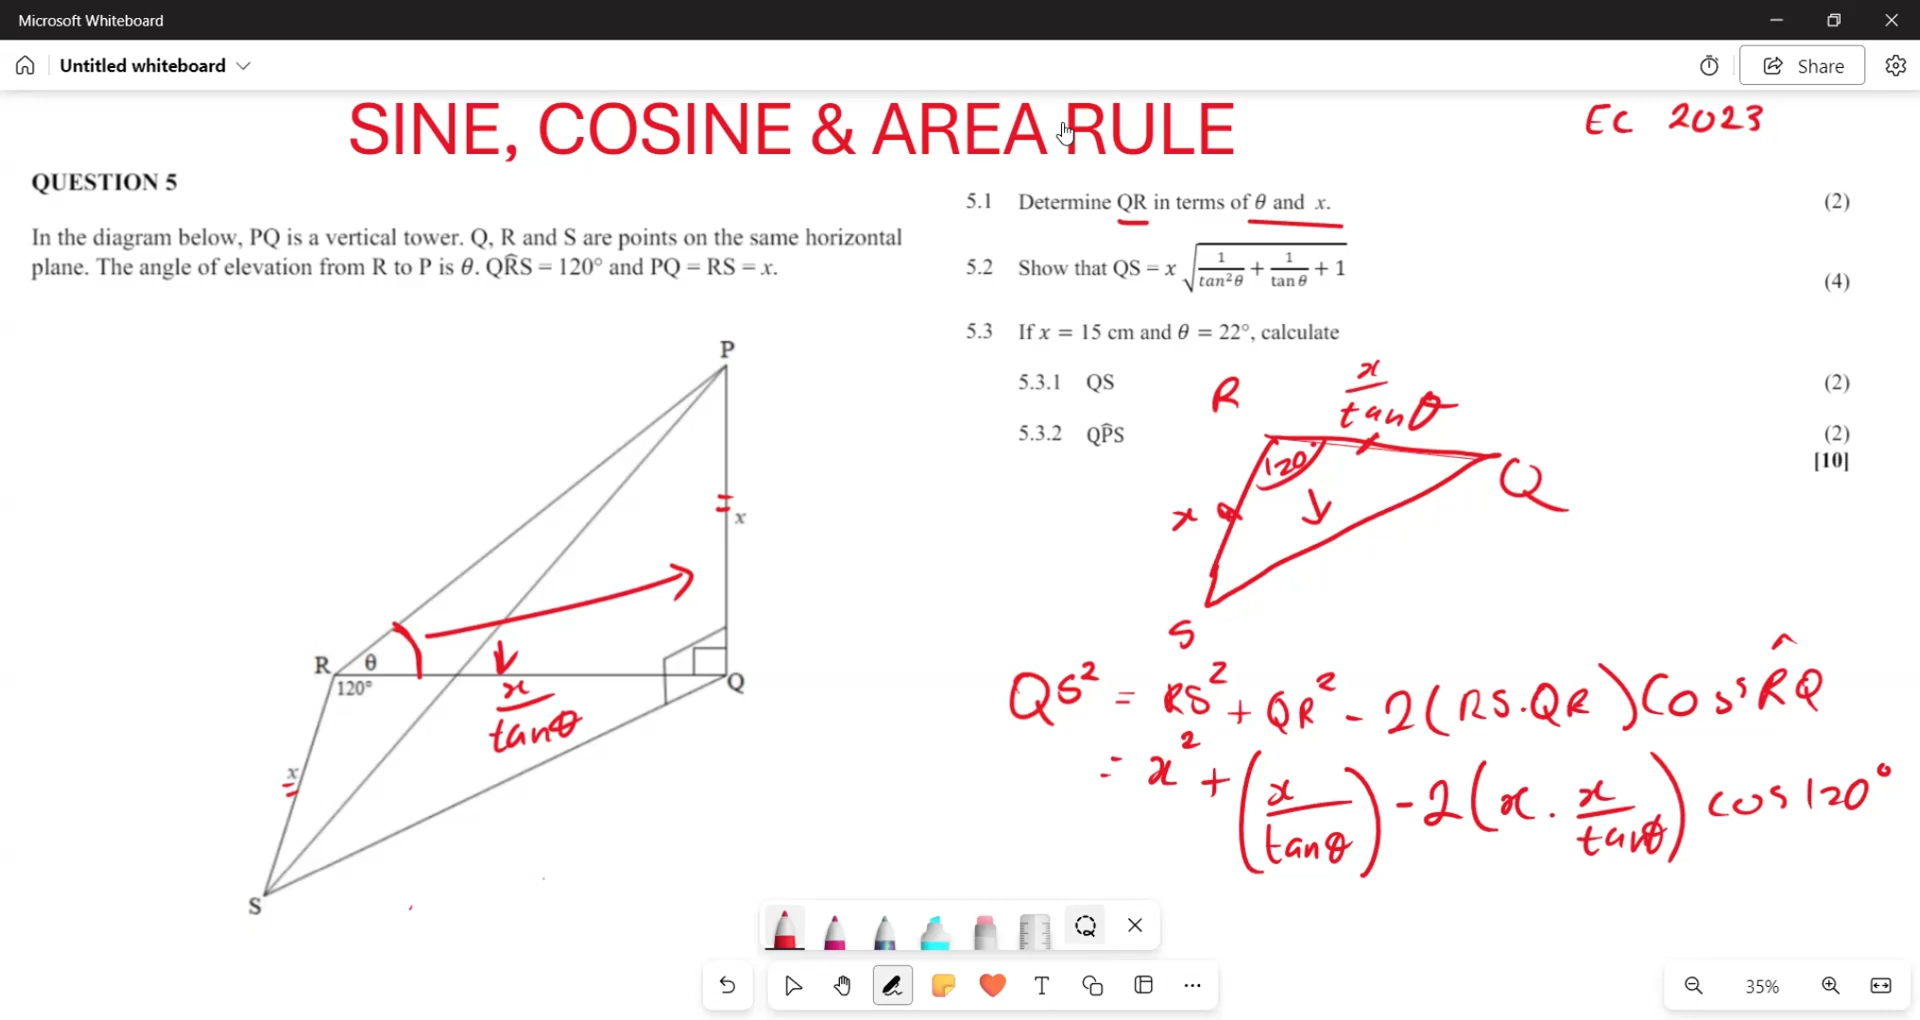 Microsoft Whiteboard
Untitled whiteboard
Share
SINE, COSINE & AREA RULE
EC 2023
QUESTION 5
In the diagram below, PQ is a vertical tower. Q, R and S are points on the same horizontal
plane. The angle of elevation from R to P is θ. QR̂S = 120° and PQ = RS = x.
5.1 Determine QR in terms of θ and x. (2)
5.2 Show that QS = x √(1/tan²θ + 1/tan θ + 1) (4)
5.3 If x = 15 cm and θ = 22°, calculate
5.3.1 QS (2)
5.3.2 QP̂S (2)
[10]
P
x
R θ
120°
Q
x/tanθ
x
S
R
x/tanθ
120
Q
x
S
QS² = RS² + QR² - 2(RS.QR)Cos SR̂Q
= x² + (x/tanθ) - 2(x . x/tanθ) cos120°
35%